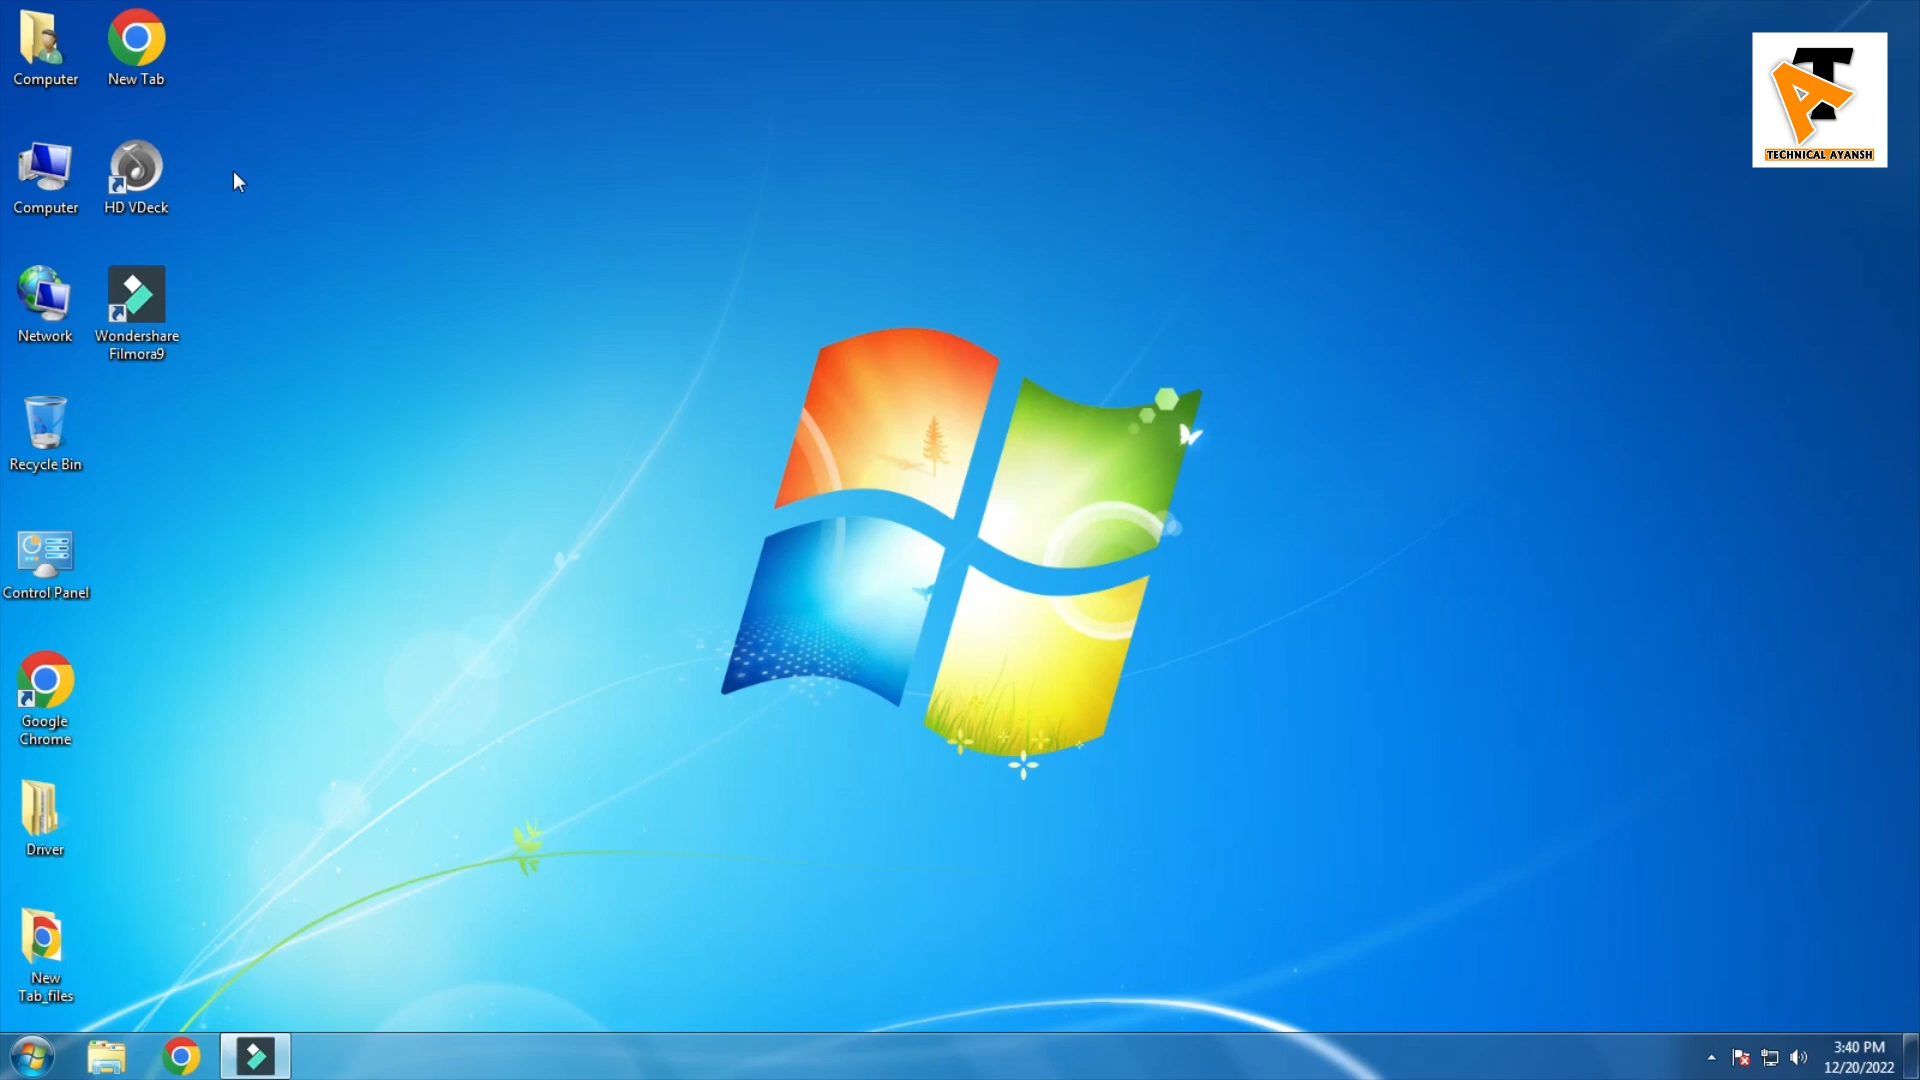 Computer
New Tab
Computer
HD VDeck
Network
Wondershare
Filmora9
Recycle Bin
Control Panel
Google
Chrome
Driver
New
Tab_files
AT
TECHNICAL AYANSH
3:40 PM
12/20/2022